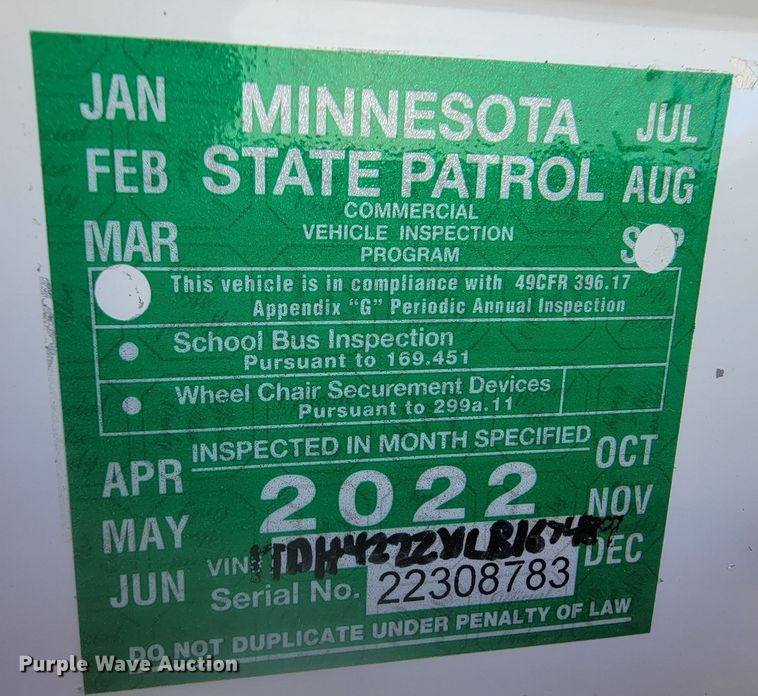 JAN MINNESOTA JUL
FEB STATE PATROL AUG
COMMERCIAL
MAR VEHICLE INSPECTION
PROGRAM
This vehicle is in compliance with 49CFR 396.17
Appendix "G" Periodic Annual Inspection
School Bus Inspection
Pursuant to 169.451
Wheel Chair Securement Devices
Pursuant to 299a.11
INSPECTED IN MONTH SPECIFIED OCT
APR 2022 NOV
MAY VIN DEC
JUN Serial No. 22308783
DO NOT DUPLICATE UNDER PENALTY OF LAW
Purple Wave Auction